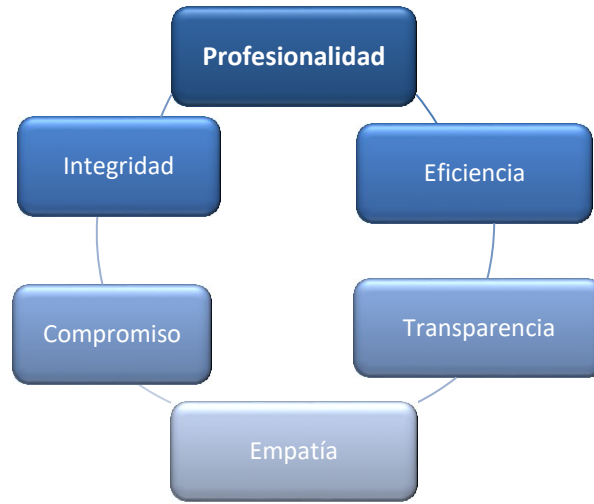 Profesionalidad
Integridad
Eficiencia
Compromiso
Transparencia
Empatía